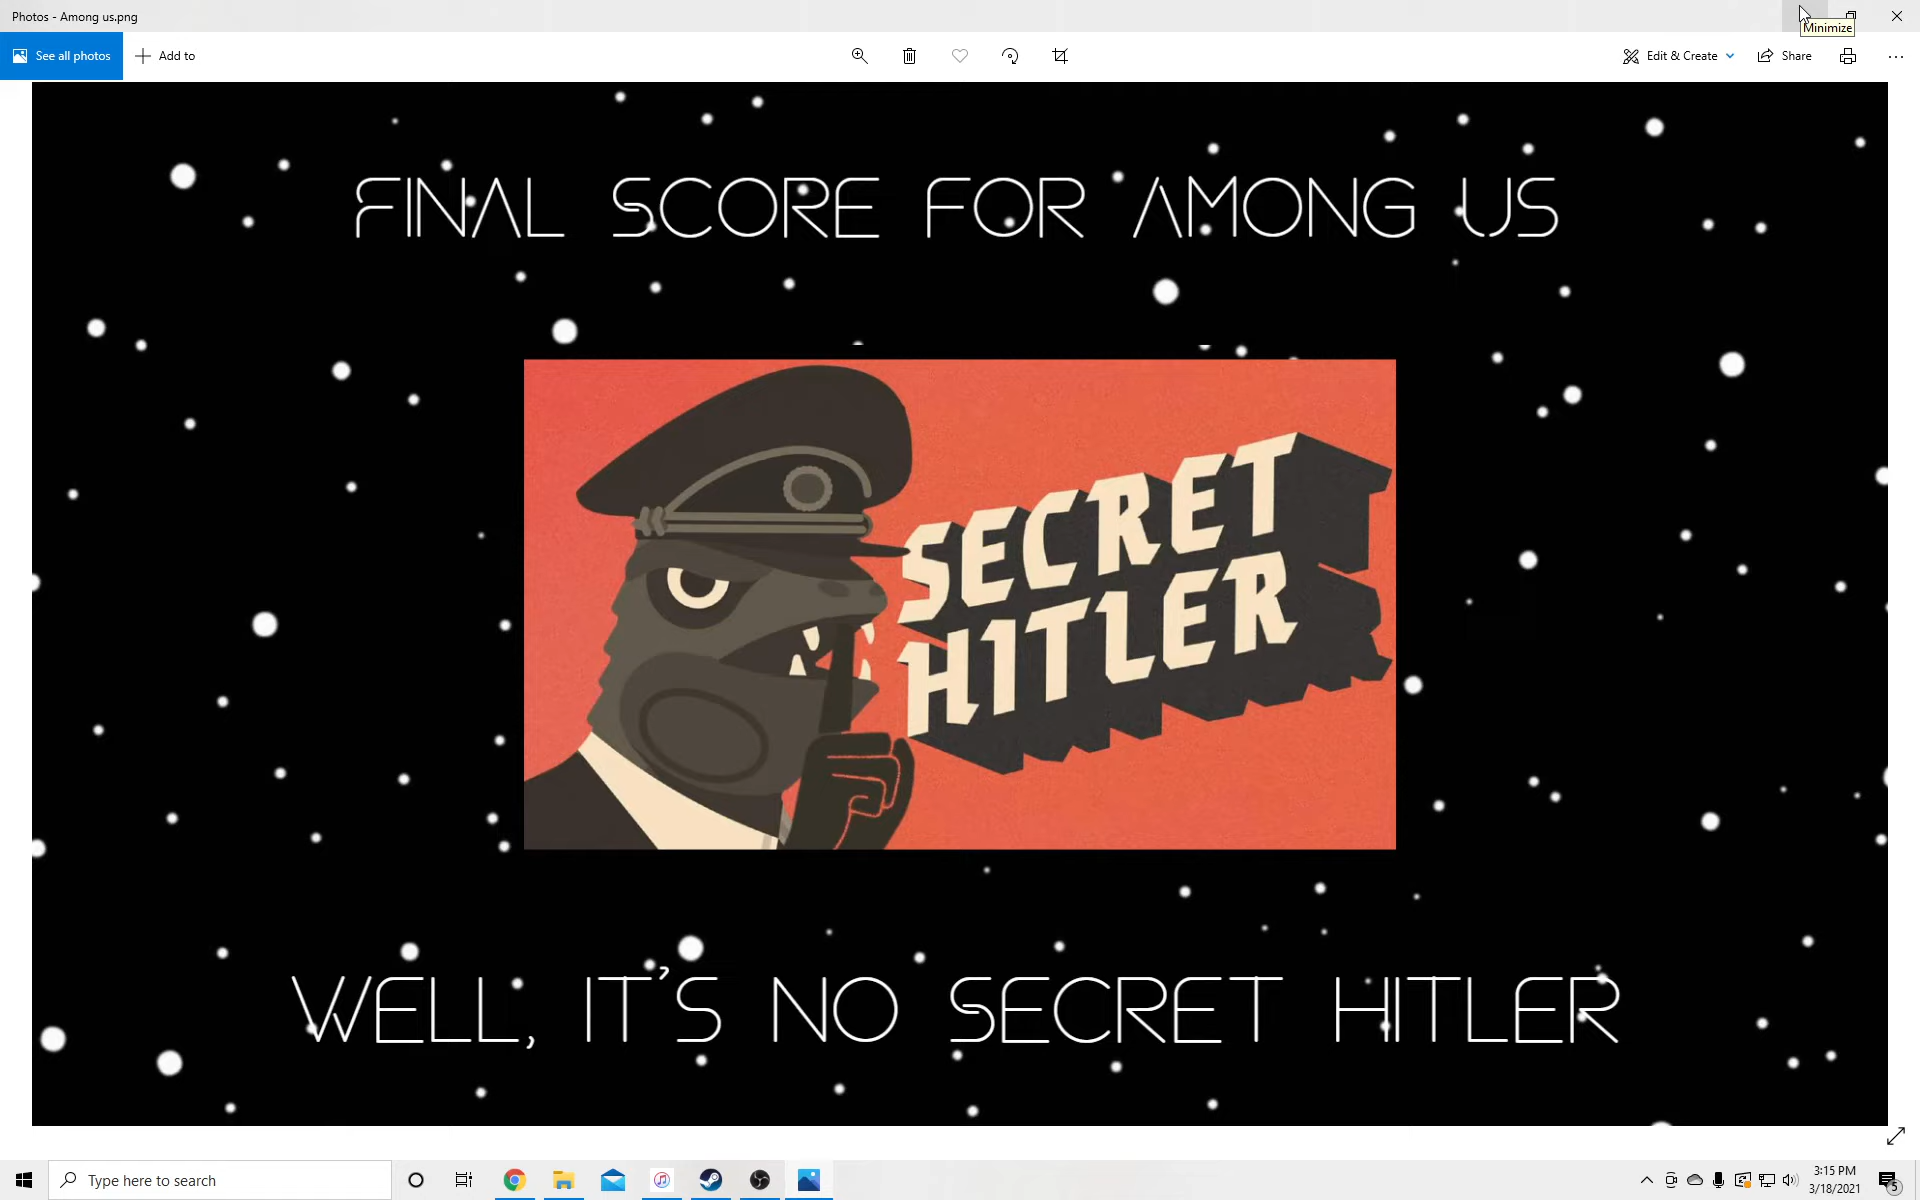 Photos - Among us.png
Minimize
See all photos
Add to
Edit & Create
Share
FINAL SCORE FOR AMONG US
SECRET
HITLER
WELL, IT'S NO SECRET HITLER
Type here to search
3:15 PM
3/18/2021
5